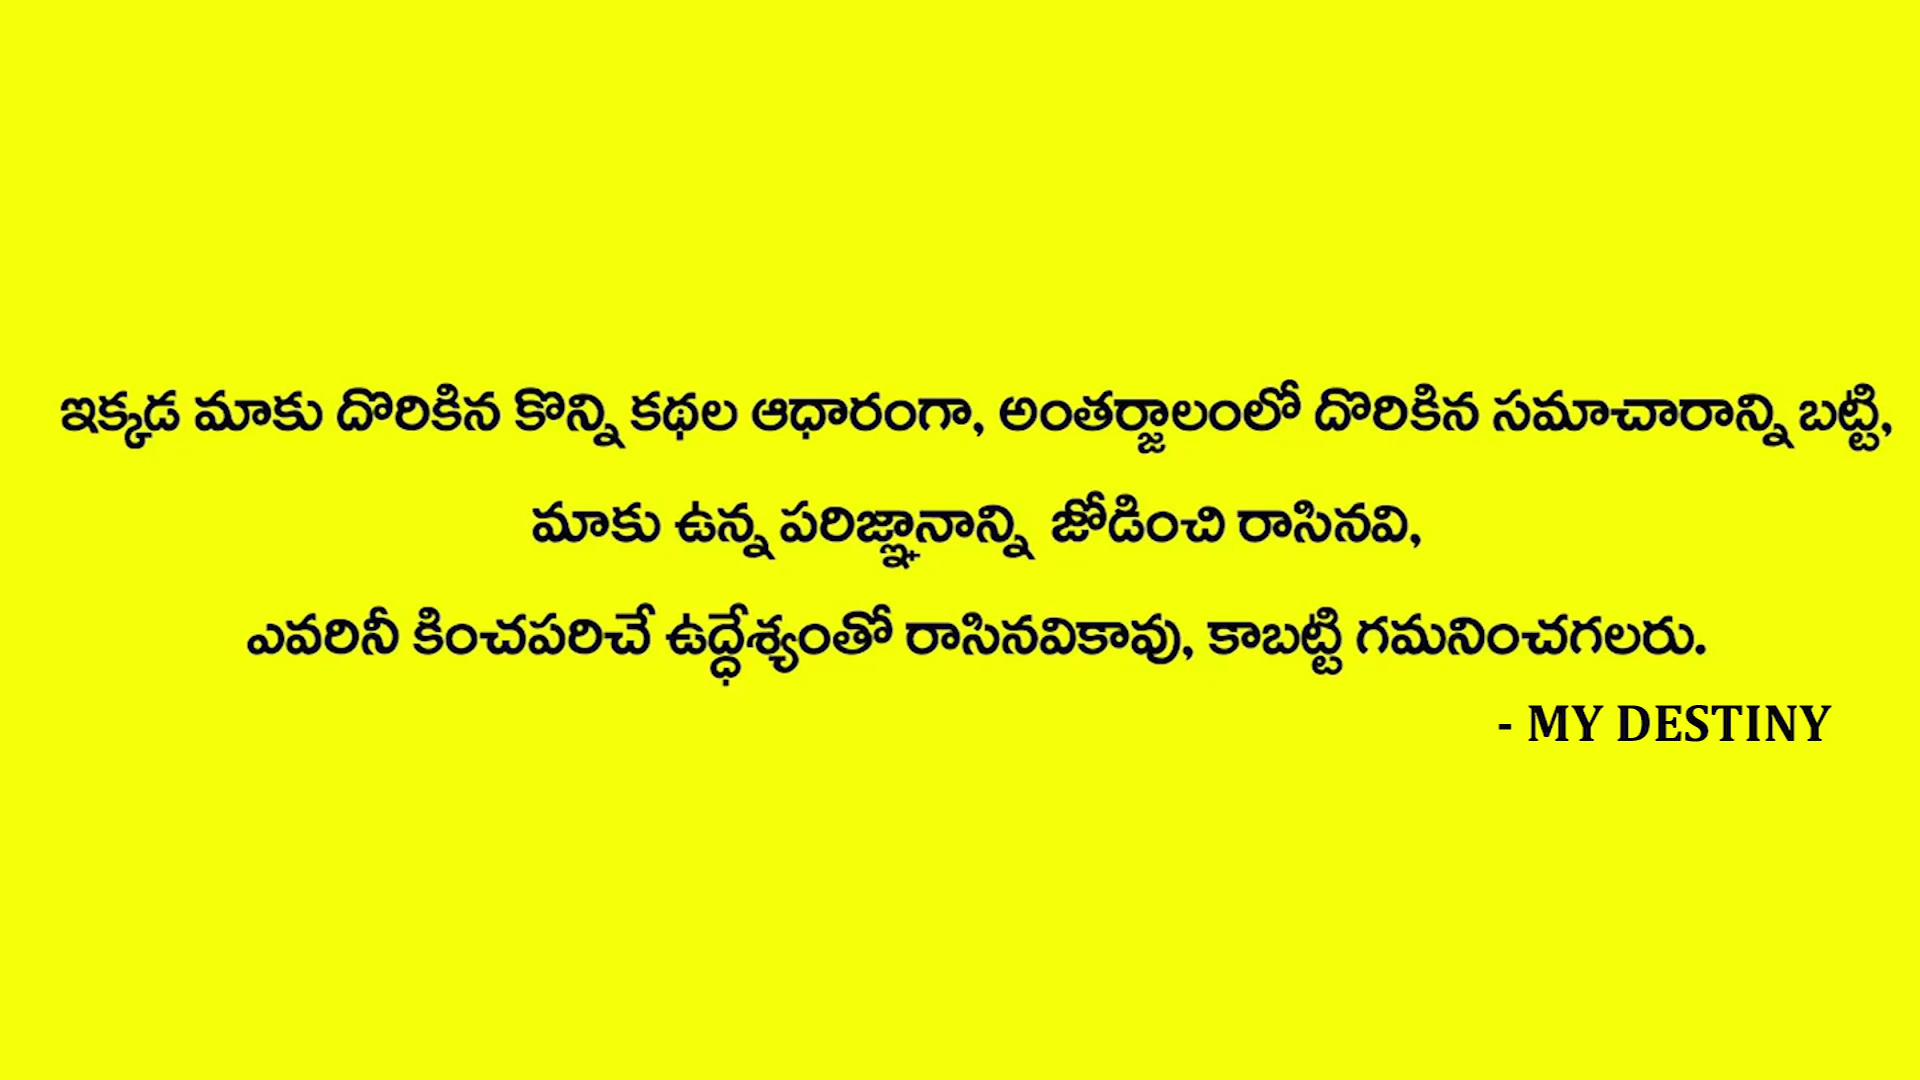 ఇక్కడ మాకు దొరికిన కొన్ని కథల ఆధారంగా, అంతర్జాలంలో దొరికిన సమాచారాన్ని బట్టి,
మాకు ఉన్న పరిజ్ఞానాన్ని జోడించి రాసినవి,
ఎవరినీ కించపరిచే ఉద్ధేశ్యంతో రాసినవికావు, కాబట్టి గమనించగలరు.
- MY DESTINY